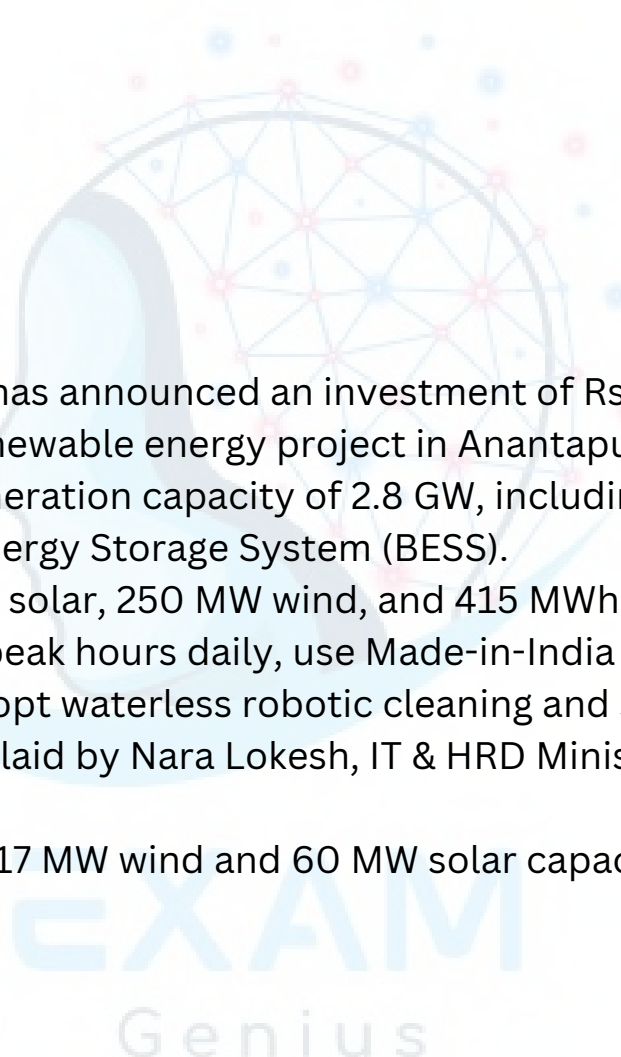 has announced an investment of Rs
newable energy project in Anantapu
neration capacity of 2.8 GW, includin
ergy Storage System (BESS).
solar, 250 MW wind, and 415 MWh
peak hours daily, use Made-in-India
opt waterless robotic cleaning and
laid by Nara Lokesh, IT & HRD Minis
17 MW wind and 60 MW solar capac
EXAM
Genius